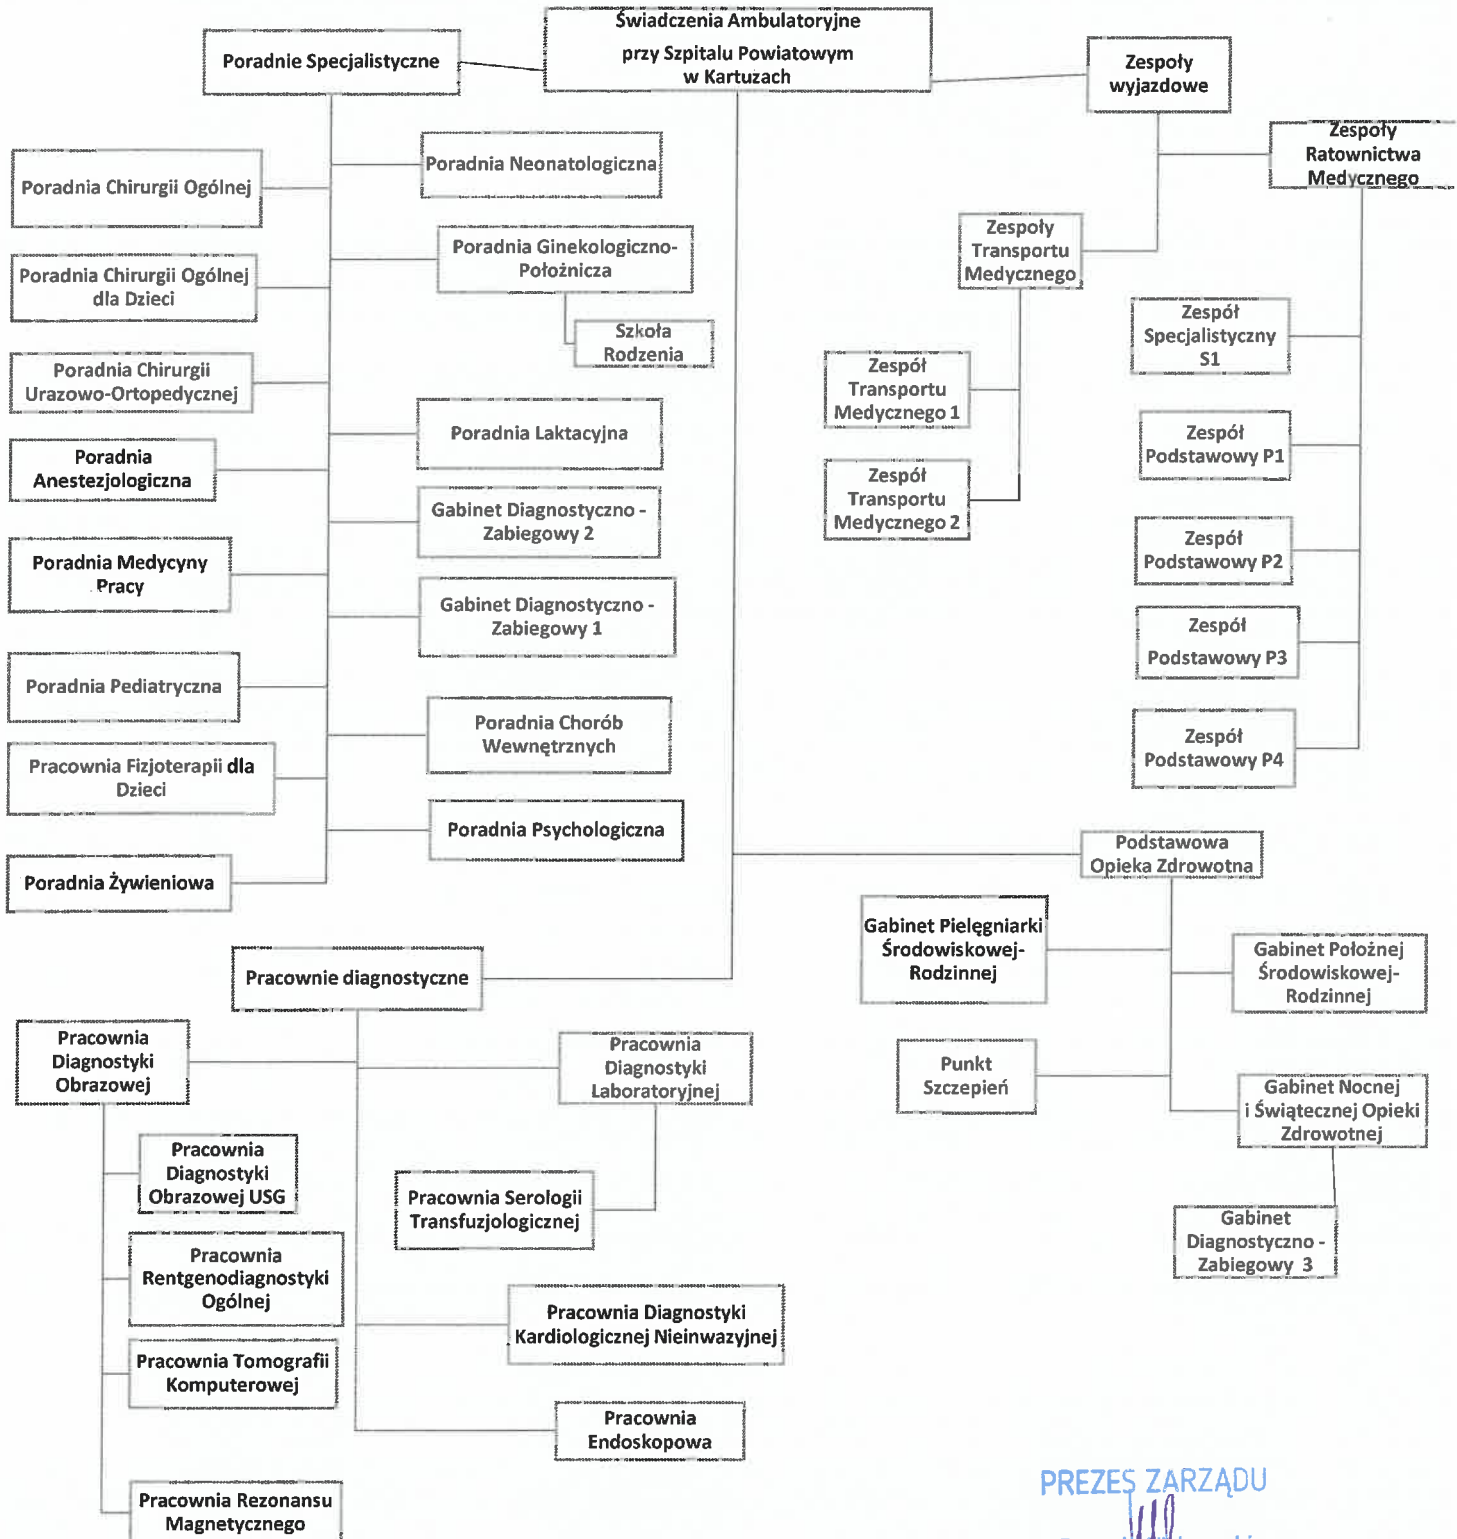 Świadczenia Ambulatoryjne
przy Szpitalu Powiatowym
w Kartuzach
Poradnie Specjalistyczne
Zespoły
wyjazdowe
Zespoły
Ratownictwa
Medycznego
Poradnia Chirurgii Ogólnej
Poradnia Neonatologiczna
Poradnia Chirurgii Ogólnej
dla Dzieci
Poradnia Ginekologiczno-
Położnicza
Szkoła
Rodzenia
Poradnia Chirurgii
Urazowo-Ortopedycznej
Poradnia Laktacyjna
Poradnia
Anestezjologiczna
Gabinet Diagnostyczno -
Zabiegowy 2
Poradnia Medycyny
Pracy
Gabinet Diagnostyczno -
Zabiegowy 1
Poradnia Pediatryczna
Poradnia Chorób
Wewnętrznych
Pracownia Fizjoterapii dla
Dzieci
Poradnia Psychologiczna
Poradnia Żywieniowa
Zespoły
Transportu
Medycznego
Zespół
Transportu
Medycznego 1
Zespół
Transportu
Medycznego 2
Zespół
Specjalistyczny
S1
Zespół
Podstawowy P1
Zespół
Podstawowy P2
Zespół
Podstawowy P3
Zespół
Podstawowy P4
Podstawowa
Opieka Zdrowotna
Gabinet Pielęgniarki
Środowiskowej-
Rodzinnej
Gabinet Położnej
Środowiskowej-
Rodzinnej
Punkt
Szczepień
Gabinet Nocnej
i Świątecznej Opieki
Zdrowotnej
Gabinet
Diagnostyczno -
Zabiegowy 3
Pracownie diagnostyczne
Pracownia
Diagnostyki
Obrazowej
Pracownia
Diagnostyki
Laboratoryjnej
Pracownia
Diagnostyki
Obrazowej USG
Pracownia Serologii
Transfuzjologicznej
Pracownia
Rentgenodiagnostyki
Ogólnej
Pracownia Diagnostyki
Kardiologicznej Nieinwazyjnej
Pracownia Tomografii
Komputerowej
Pracownia
Endoskopowa
Pracownia Rezonansu
Magnetycznego
PREZES ZARZĄDU